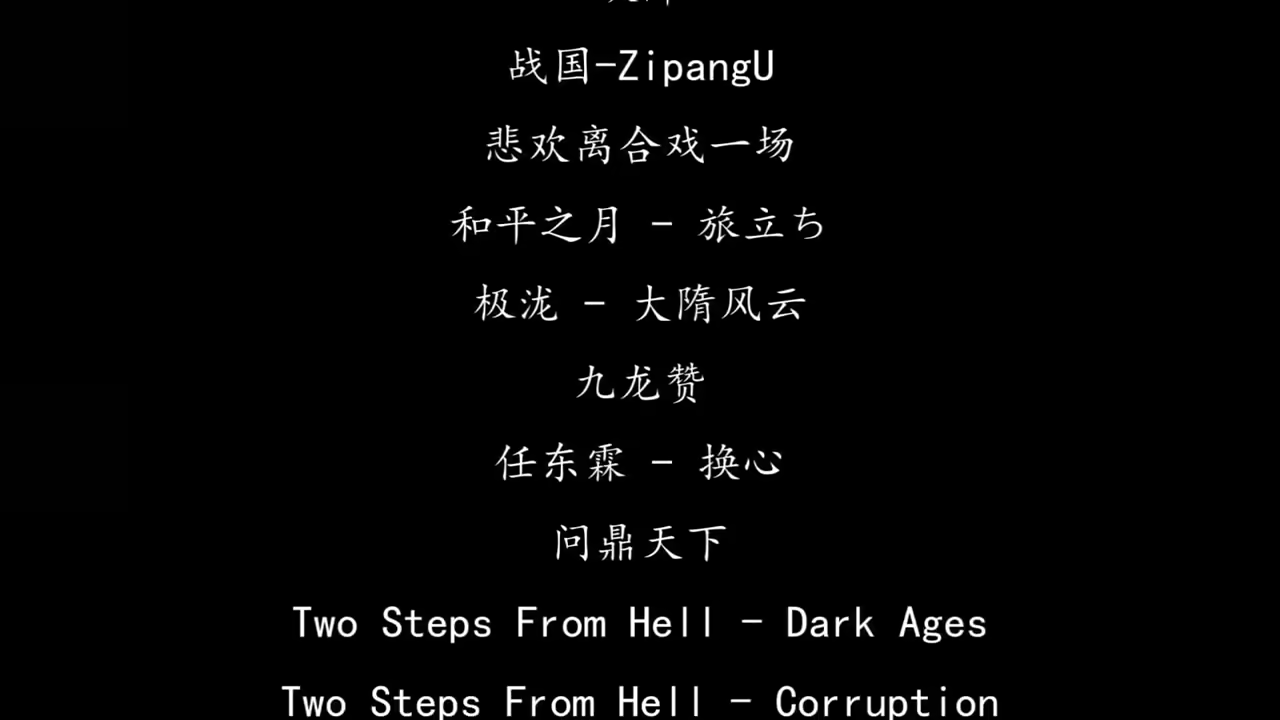 战国-ZipangU
悲欢离合戏一场
和平之月 - 旅立ち
极泷 - 大隋风云
九龙赞
任东霖 - 换心
问鼎天下
Two Steps From Hell - Dark Ages
Two Steps From Hell - Corruption